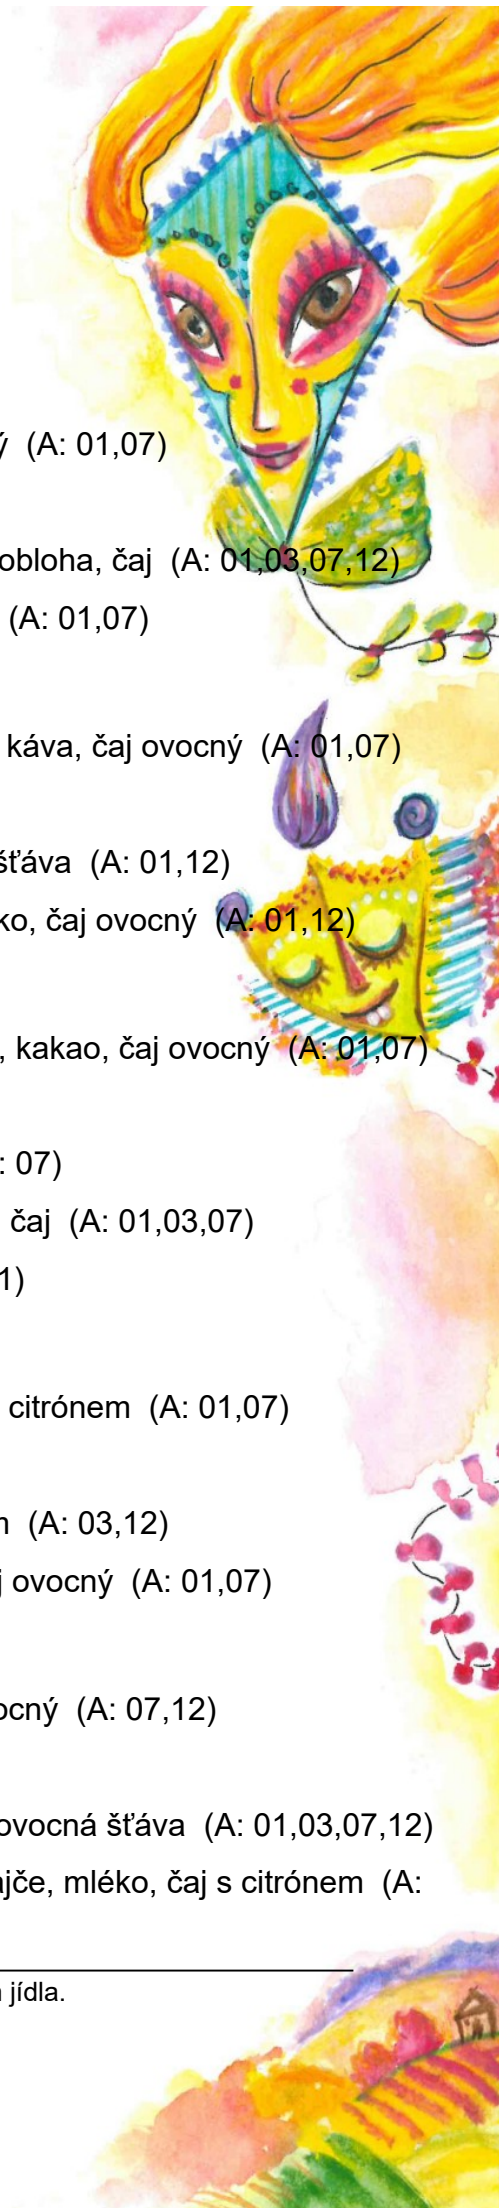 ý (A: 01,07)
obloha, čaj (A: 01,03,07,12)
(A: 01,07)
káva, čaj ovocný (A: 01,07)
šťáva (A: 01,12)
ko, čaj ovocný (A: 01,12)
, kakao, čaj ovocný (A: 01,07)
: 07)
čaj (A: 01,03,07)
1)
citrónem (A: 01,07)
m (A: 03,12)
j ovocný (A: 01,07)
ocný (A: 07,12)
ovocná šťáva (A: 01,03,07,12)
ajče, mléko, čaj s citrónem (A:
jídla.